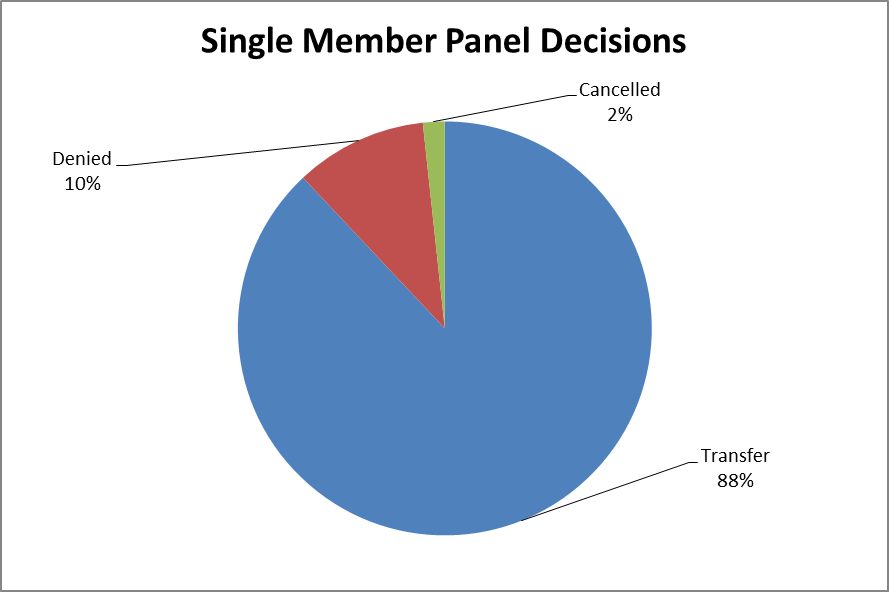 Single Member Panel Decisions
Cancelled
2%
Denied
10%
Transfer
88%